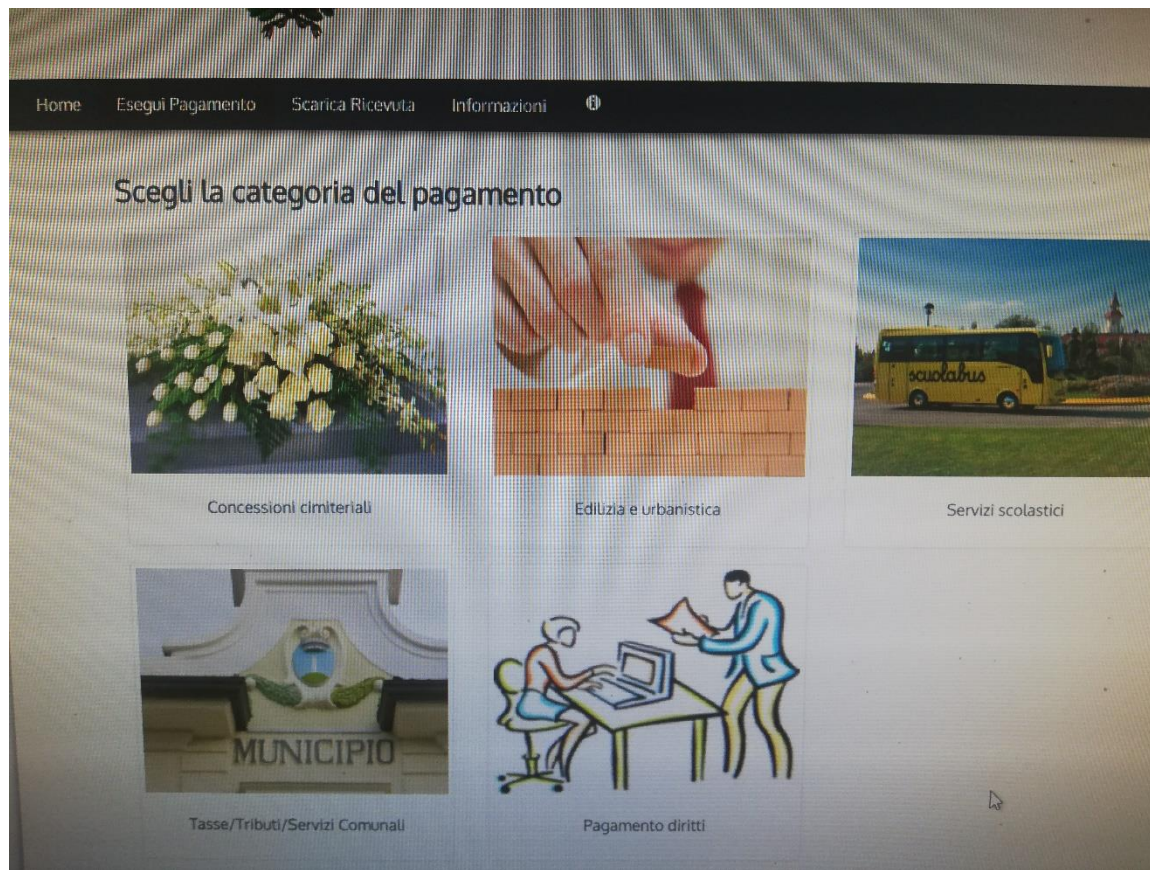 Home Esegui Pagamento Scarica Ricevuta Informazioni
Scegli la categoria del pagamento
scuolabus
Concessioni cimiteriali Edilizia e urbanistica Servizi scolastici
MUNICIPIO
Tasse/Tributi/Servizi Comunali Pagamento diritti